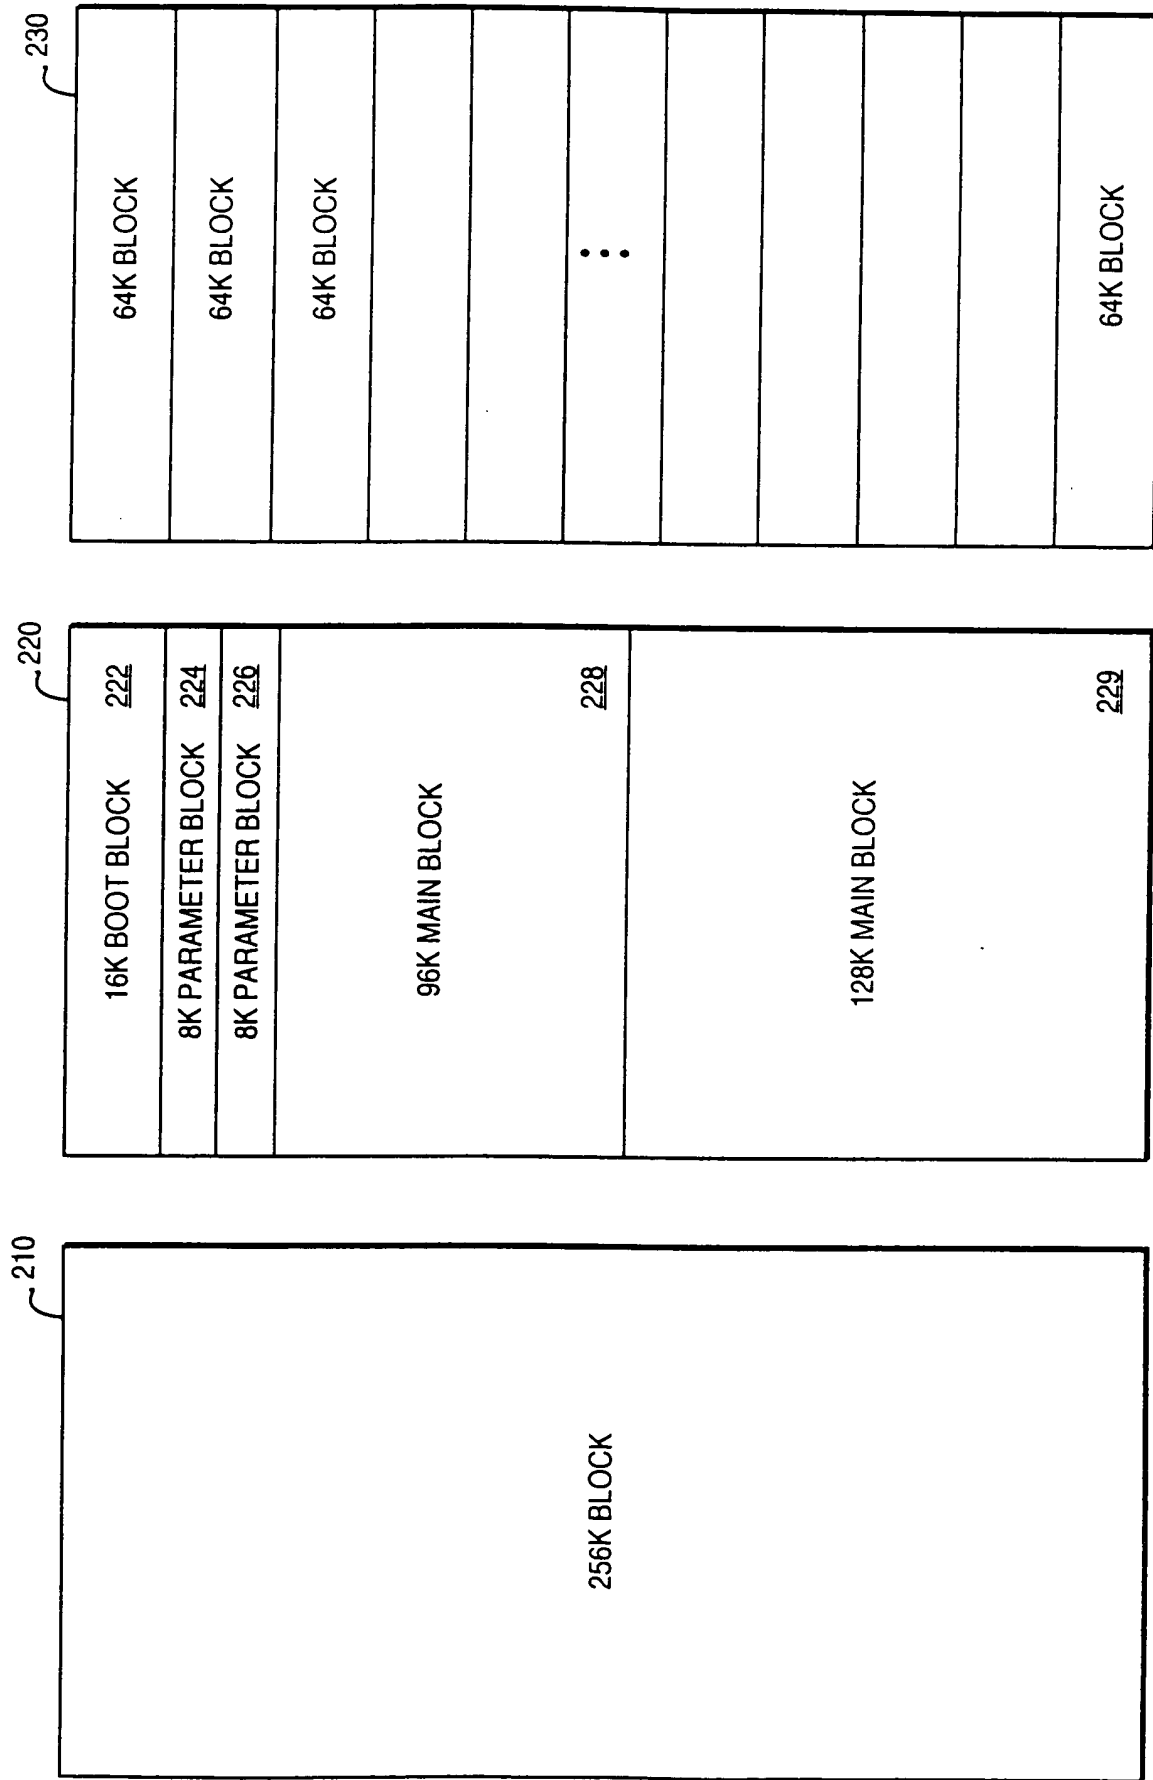 210
256K BLOCK
220
16K BOOT BLOCK 222
8K PARAMETER BLOCK 224
8K PARAMETER BLOCK 226
96K MAIN BLOCK
228
128K MAIN BLOCK
229
230
64K BLOCK
64K BLOCK
64K BLOCK
...
64K BLOCK